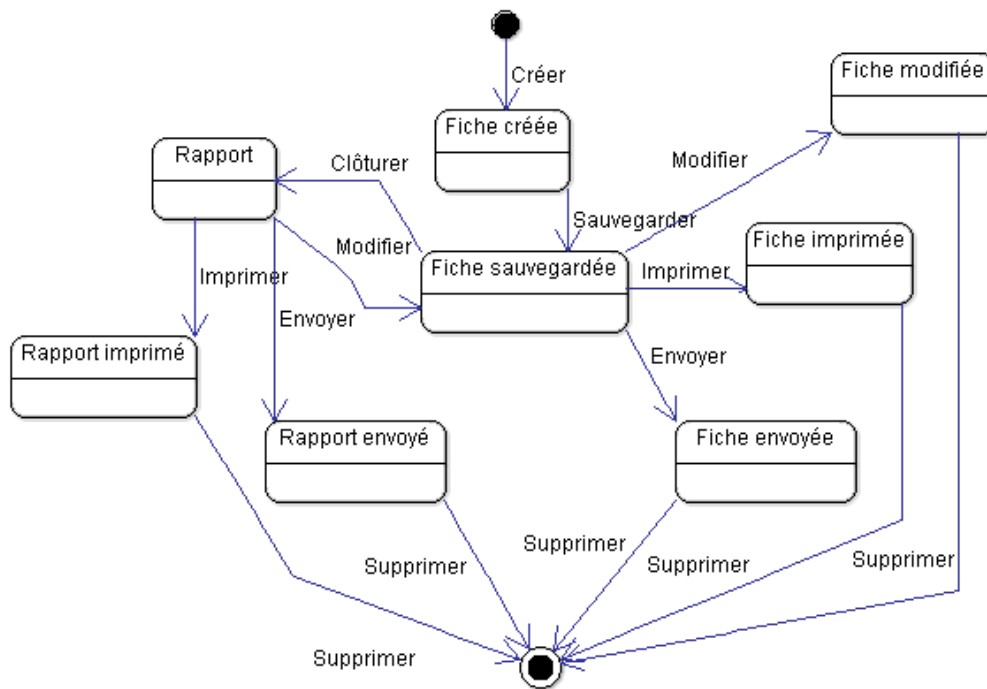 Créer
Fiche modifiée
Fiche créée
Rapport
Clôturer
Modifier
Sauvegarder
Fiche imprimée
Modifier
Fiche sauvegardée
Imprimer
Imprimer
Envoyer
Rapport imprimé
Envoyer
Rapport envoyé
Fiche envoyée
Supprimer
Supprimer
Supprimer
Supprimer
Supprimer